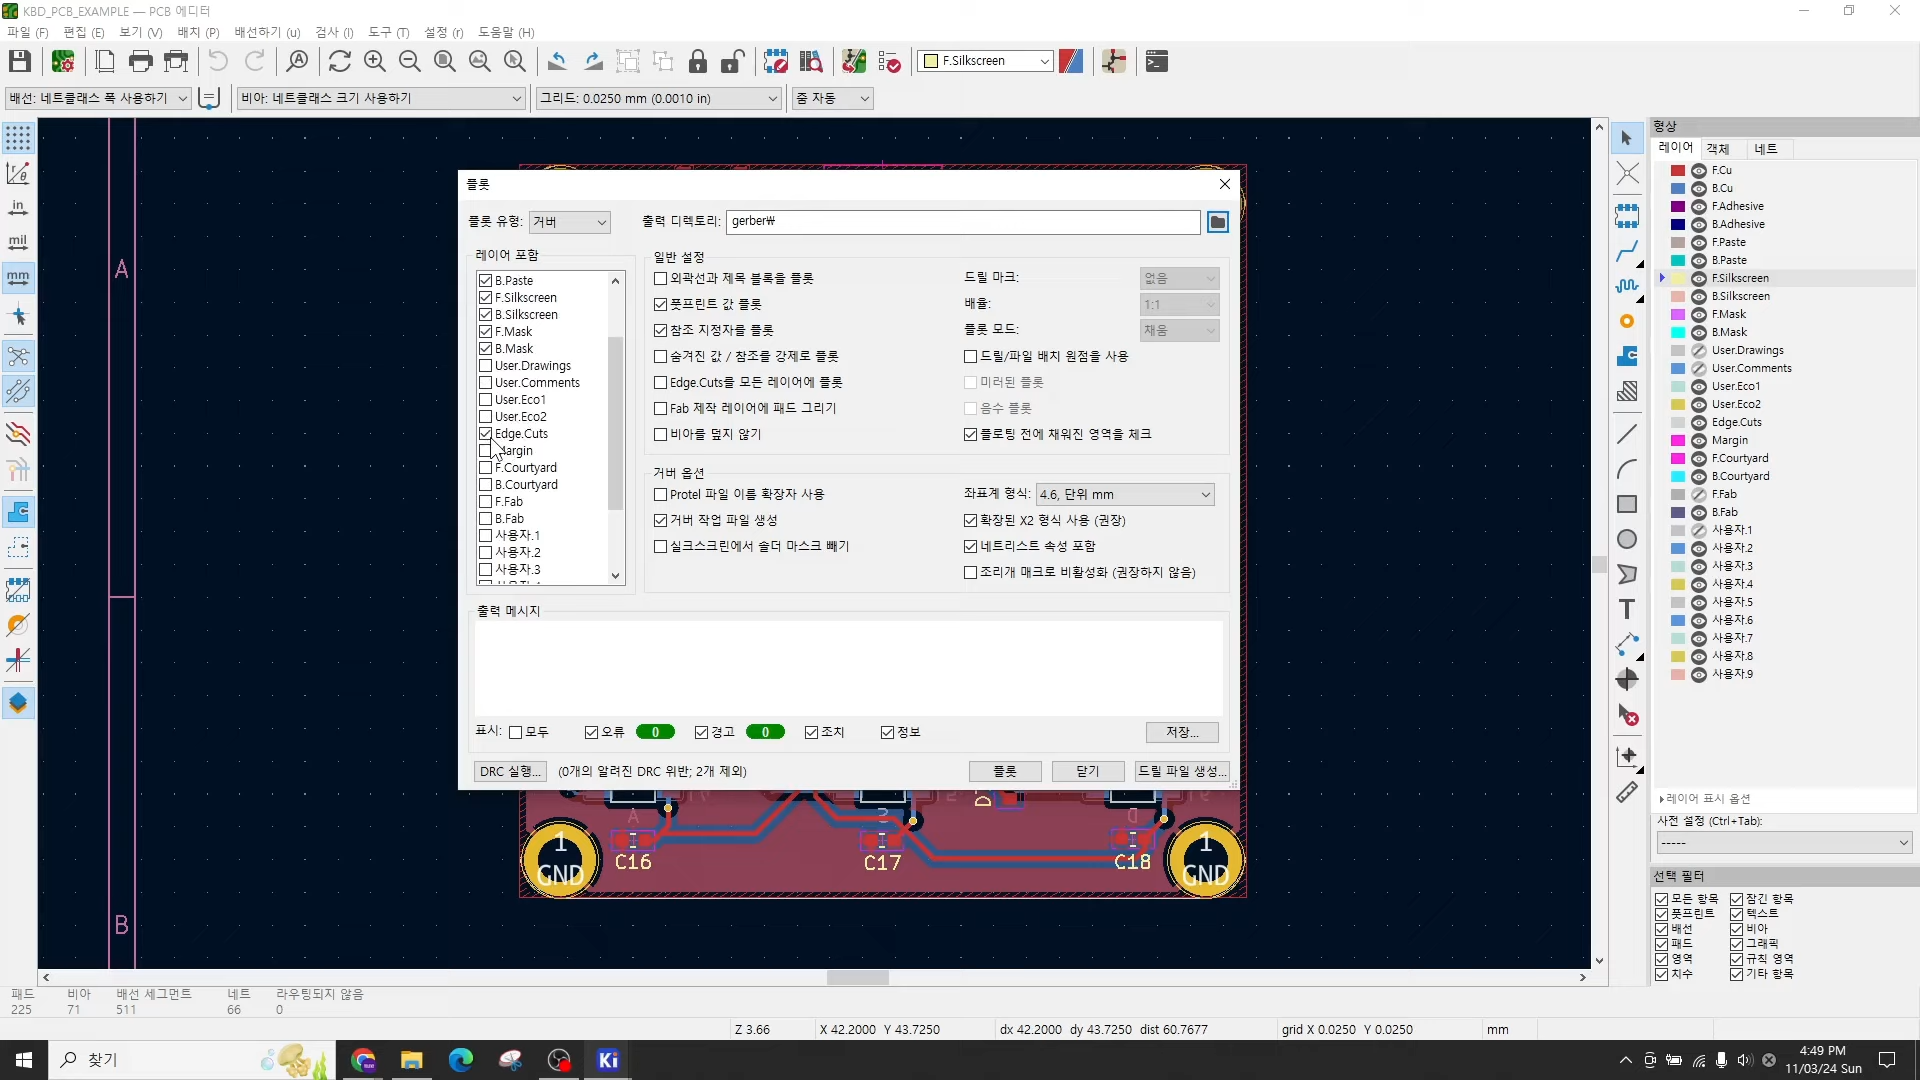 KBD_PCB_EXAMPLE — PCB 에디터
파일 (F) 편집 (E) 보기 (V) 배치 (P) 배선하기 (u) 검사 (I) 도구 (T) 설정 (r) 도움말 (H)
F.Silkscreen
배선: 네트클래스 폭 사용하기 비아: 네트클래스 크기 사용하기 그리드: 0.0250 mm (0.0010 in) 줌 자동
in
mil
mm
A
B
플롯
플롯 유형: 거버 출력 디렉토리: gerber₩
레이어 포함
B.Paste
F.Silkscreen
B.Silkscreen
F.Mask
B.Mask
User.Drawings
User.Comments
User.Eco1
User.Eco2
Edge.Cuts
Margin
F.Courtyard
B.Courtyard
F.Fab
B.Fab
사용자.1
사용자.2
사용자.3
일반 설정
외곽선과 제목 블록을 플롯
풋프린트 값 플롯
참조 지정자를 플롯
숨겨진 값 / 참조를 강제로 플롯
Edge.Cuts를 모든 레이어에 플롯
Fab 제작 레이어에 패드 그리기
비아를 덮지 않기
드릴 마크: 없음
배율: 1:1
플롯 모드: 채움
드릴/파일 배치 원점을 사용
미러된 플롯
음수 플롯
플로팅 전에 채워진 영역을 체크
거버 옵션
Protel 파일 이름 확장자 사용
거버 작업 파일 생성
실크스크린에서 솔더 마스크 빼기
좌표계 형식: 4.6, 단위 mm
확장된 X2 형식 사용 (권장)
네트리스트 속성 포함
조리개 매크로 비활성화 (권장하지 않음)
출력 메시지
표시: 모두 오류 0 경고 0 조치 정보 저장...
DRC 실행... (0개의 알려진 DRC 위반; 2개 제외) 플롯 닫기 드릴 파일 생성...
1
GND
C16
C17
C18
1
GND
형상
레이어 객체 네트
F.Cu
B.Cu
F.Adhesive
B.Adhesive
F.Paste
B.Paste
F.Silkscreen
B.Silkscreen
F.Mask
B.Mask
User.Drawings
User.Comments
User.Eco1
User.Eco2
Edge.Cuts
Margin
F.Courtyard
B.Courtyard
F.Fab
B.Fab
사용자.1
사용자.2
사용자.3
사용자.4
사용자.5
사용자.6
사용자.7
사용자.8
사용자.9
레이어 표시 옵션
사전 설정 (Ctrl+Tab):
-----
선택 필터
모든 항목 잠긴 항목
풋프린트 텍스트
배선 비아
패드 그래픽
영역 규칙 영역
치수 기타 항목
패드 비아 배선 세그먼트 네트 라우팅되지 않음
225 71 511 66 0
Z 3.66 X 42.2000 Y 43.7250 dx 42.2000 dy 43.7250 dist 60.7677 grid X 0.0250 Y 0.0250 mm
찾기
Ki
4:49 PM
11/03/24 Sun